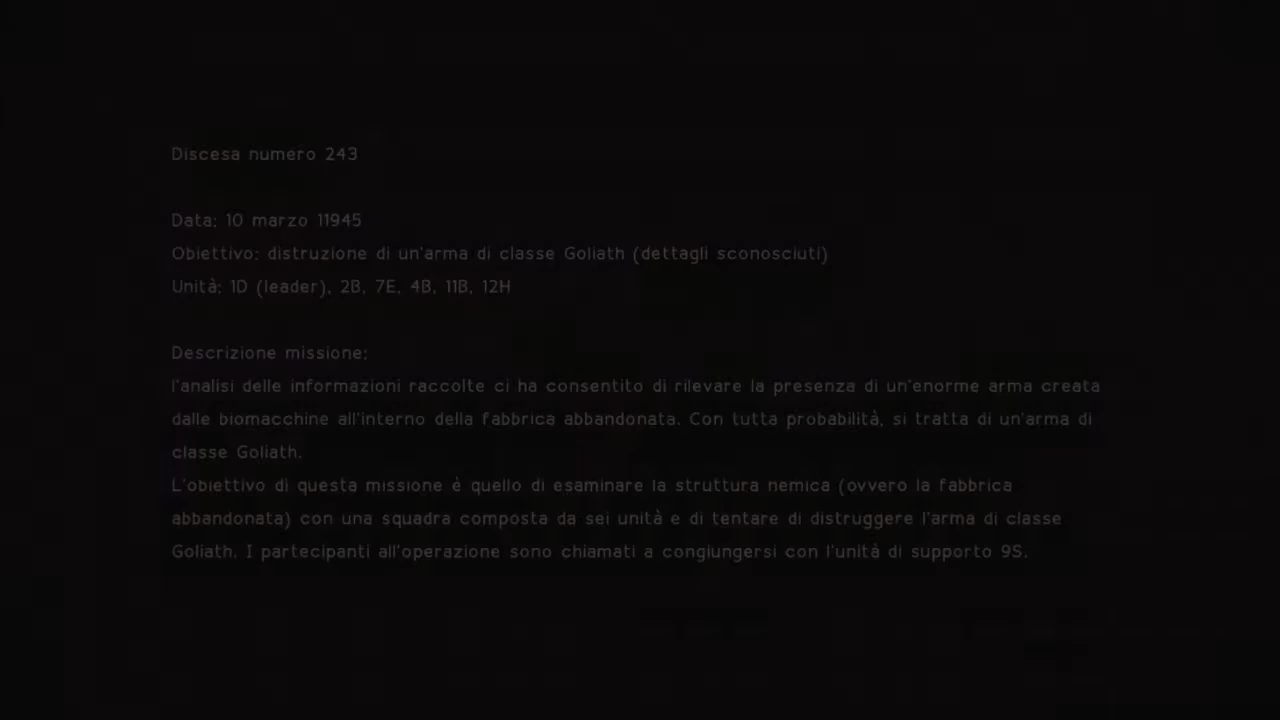 Discesa numero 243
Data: 10 marzo 11945
Obiettivo: distruzione di un'arma di classe Goliath (dettagli sconosciuti)
Unità: 1D (leader), 2B, 7E, 4B, 11B, 12H
Descrizione missione:
l'analisi delle informazioni raccolte ci ha consentito di rilevare la presenza di un'enorme arma creata
dalle biomacchine all'interno della fabbrica abbandonata. Con tutta probabilità, si tratta di un'arma di
classe Goliath.
L'obiettivo di questa missione è quello di esaminare la struttura nemica (ovvero la fabbrica
abbandonata) con una squadra composta da sei unità e di tentare di distruggere l'arma di classe
Goliath. I partecipanti all'operazione sono chiamati a congiungersi con l'unità di supporto 9S.